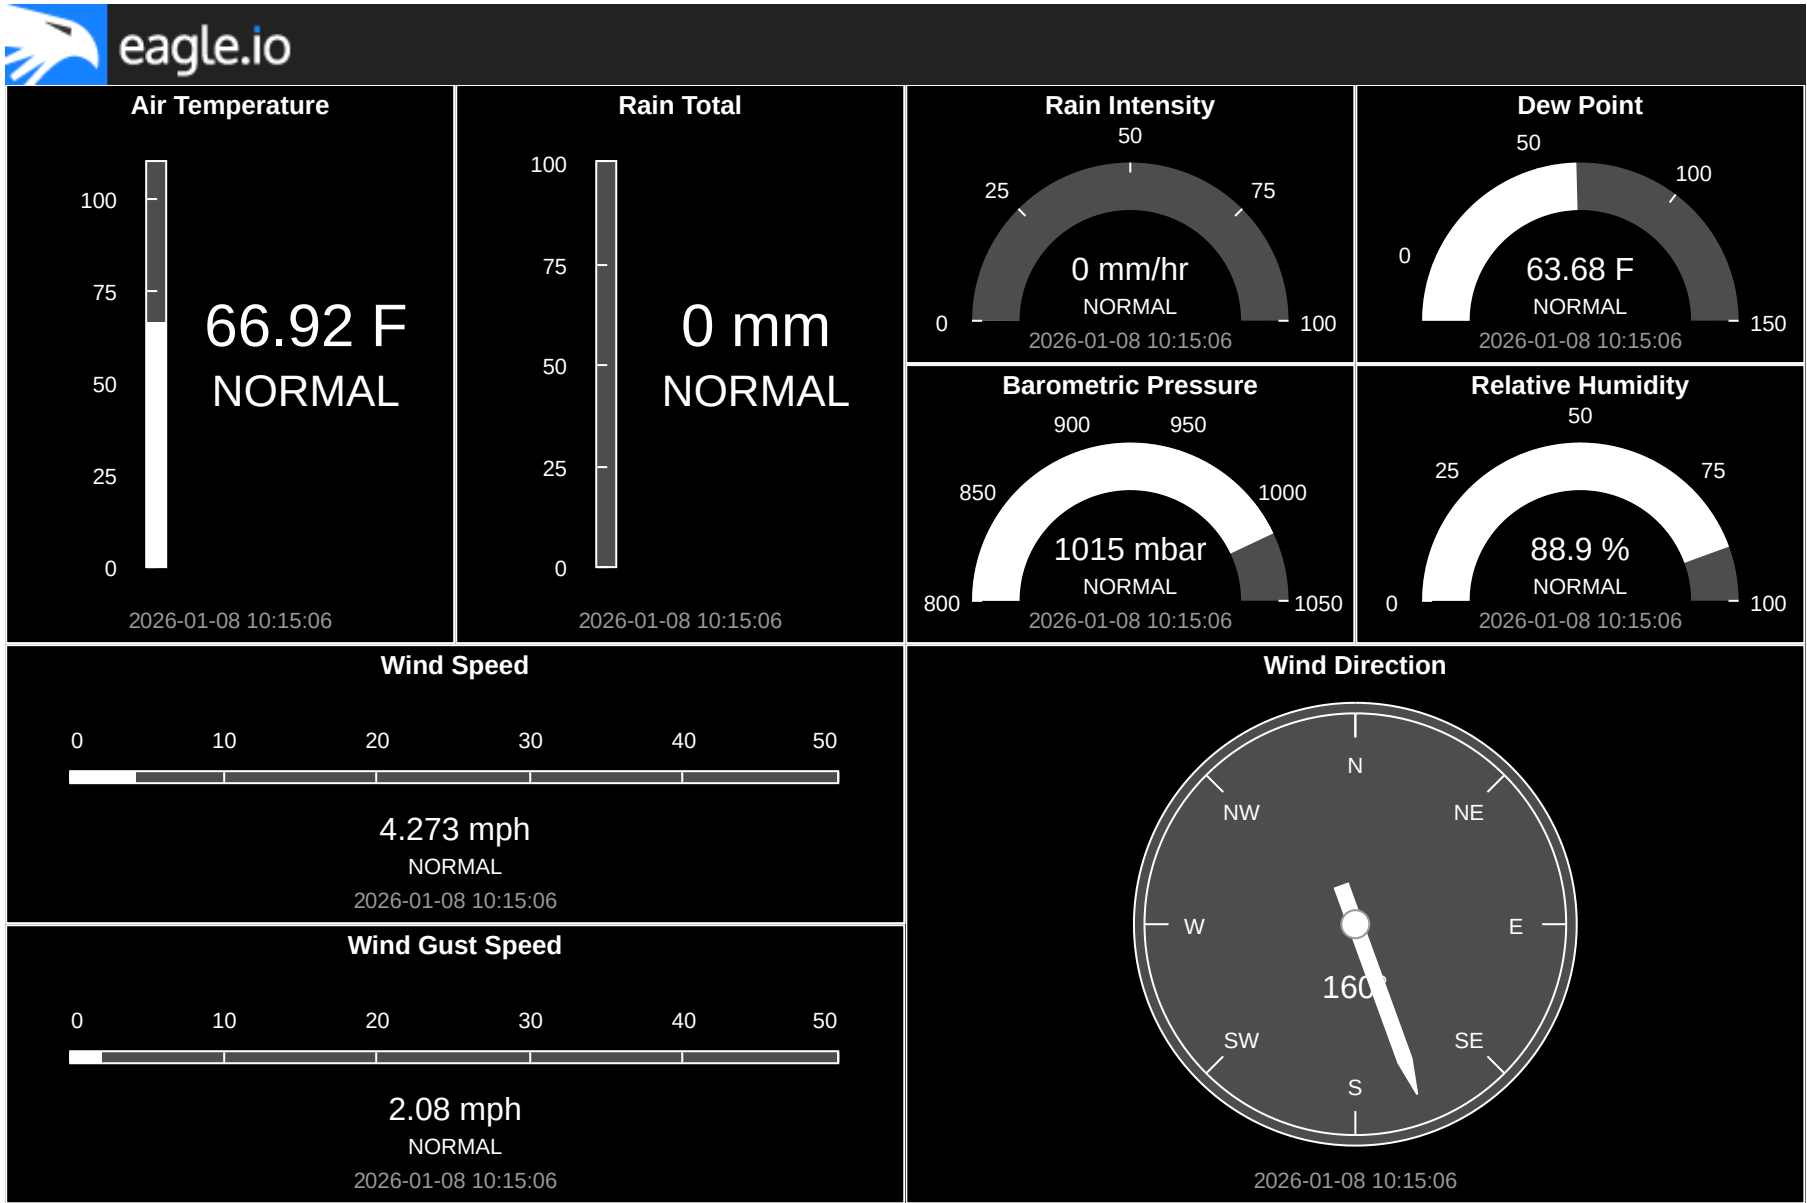 eagle.io
Air Temperature
100
75
50
25
0
66.92 F
NORMAL
2026-01-08 10:15:06
Rain Total
100
75
50
25
0
0 mm
NORMAL
2026-01-08 10:15:06
Rain Intensity
0
25
50
75
100
0 mm/hr
NORMAL
2026-01-08 10:15:06
Dew Point
0
50
100
150
63.68 F
NORMAL
2026-01-08 10:15:06
Barometric Pressure
800
850
900
950
1000
1050
1015 mbar
NORMAL
2026-01-08 10:15:06
Relative Humidity
0
25
50
75
100
88.9 %
NORMAL
2026-01-08 10:15:06
Wind Speed
0 10 20 30 40 50
4.273 mph
NORMAL
2026-01-08 10:15:06
Wind Gust Speed
0 10 20 30 40 50
2.08 mph
NORMAL
2026-01-08 10:15:06
Wind Direction
N
NW NE
W E
160
SW SE
S
2026-01-08 10:15:06